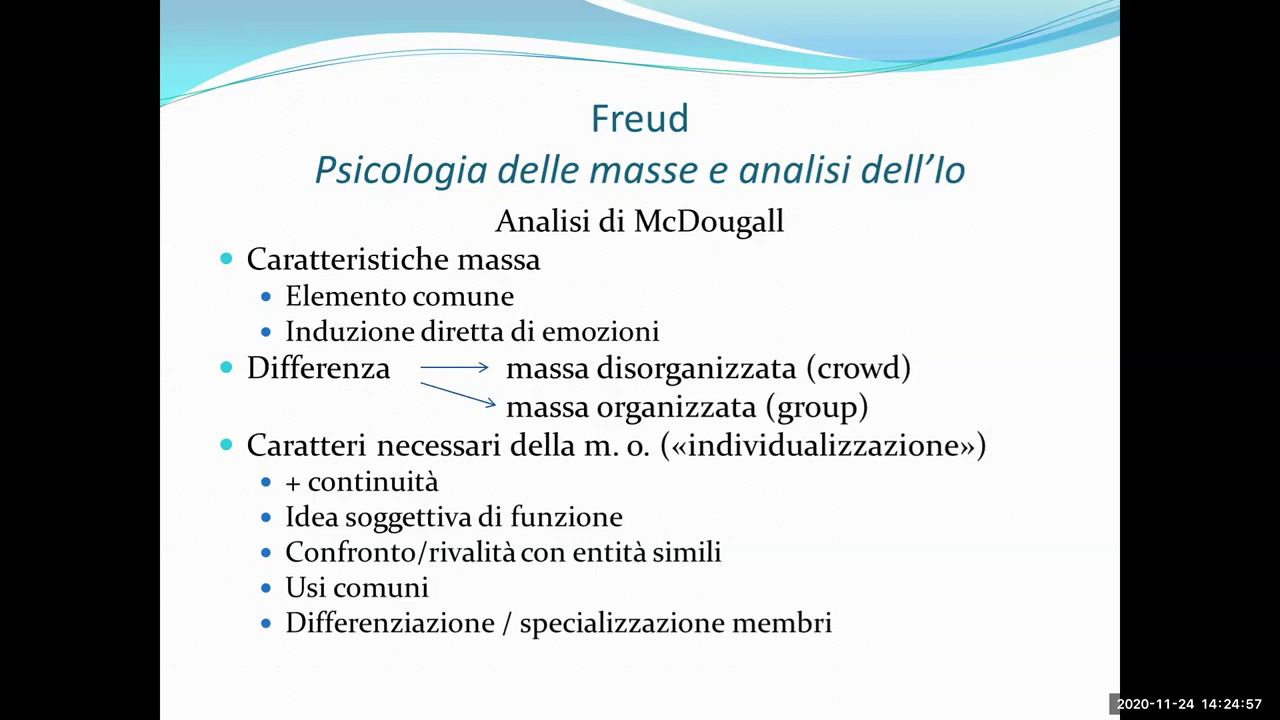 Freud
Psicologia delle masse e analisi dell’Io
Analisi di McDougall
• Caratteristiche massa
• Elemento comune
• Induzione diretta di emozioni
• Differenza massa disorganizzata (crowd)
massa organizzata (group)
• Caratteri necessari della m. o. («individualizzazione»)
• + continuità
• Idea soggettiva di funzione
• Confronto/rivalità con entità simili
• Usi comuni
• Differenziazione / specializzazione membri
2020-11-24 14:24:57